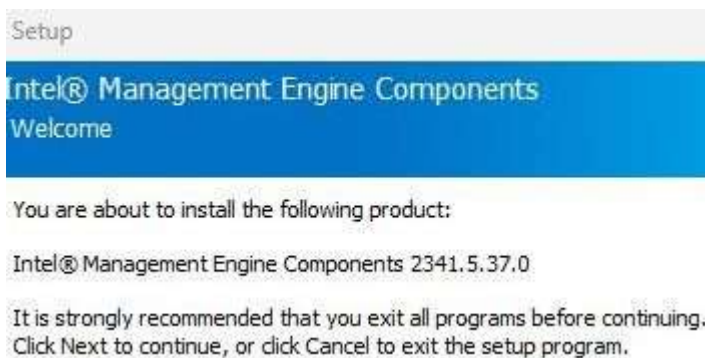 Setup
Intel® Management Engine Components
Welcome
You are about to install the following product:
Intel® Management Engine Components 2341.5.37.0
It is strongly recommended that you exit all programs before continuing.
Click Next to continue, or click Cancel to exit the setup program.